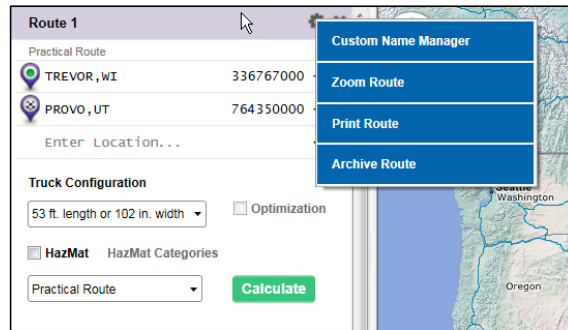 Route 1
Practical Route
TREVOR,WI 336767000
PROVO,UT 764350000
Enter Location...
Truck Configuration
53 ft. length or 102 in. width
Optimization
HazMat HazMat Categories
Practical Route
Calculate
Custom Name Manager
Zoom Route
Print Route
Archive Route
Seattle
Washington
Oregon